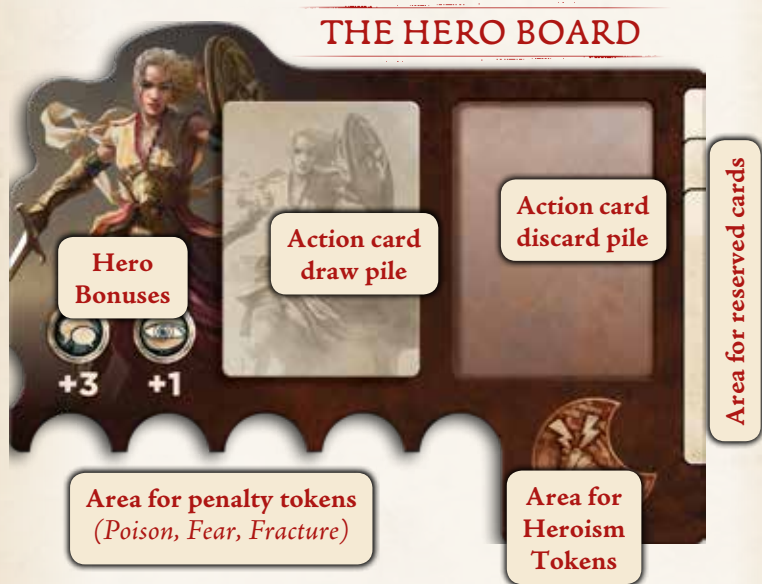 THE HERO BOARD
Hero
Bonuses
+3
+1
Action card
draw pile
Action card
discard pile
Area for reserved cards
Area for penalty tokens
(Poison, Fear, Fracture)
Area for
Heroism
Tokens